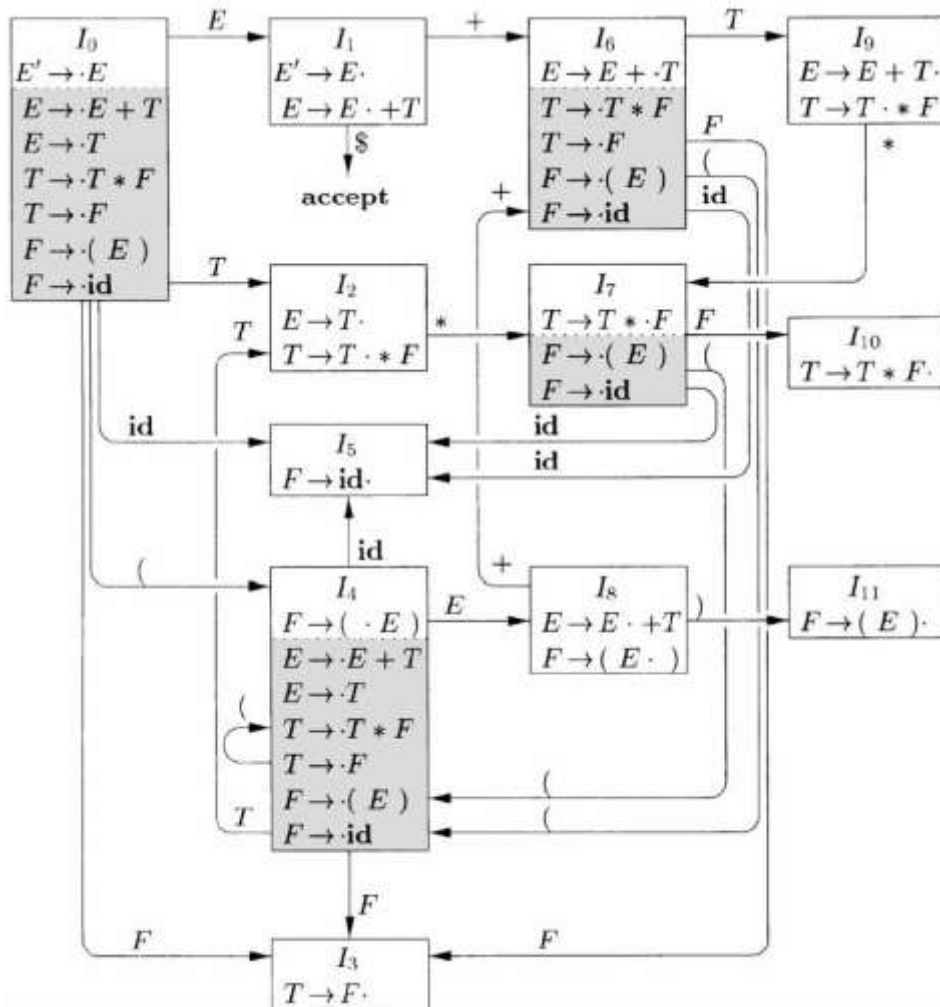 I₀
E′ → ·E
E → ·E + T
E → ·T
T → ·T * F
T → ·F
F → ·( E )
F → ·id
E
I₁
E′ → E·
E → E · +T
$
accept
+
I₆
E → E + ·T
T → ·T * F
T → ·F
F → ·( E )
F → ·id
T
I₉
E → E + T·
T → T · * F
*
F
(
id
+
T
I₂
E → T·
T → T · * F
T
*
I₇
T → T * ·F
F → ·( E )
F → ·id
F
(
I₁₀
T → T * F·
id
I₅
F → id·
id
id
id
(
I₄
F → ( · E )
E → ·E + T
E → ·T
T → ·T * F
T → ·F
F → ·( E )
F → ·id
(
T
E
+
I₈
E → E · +T
F → ( E · )
)
I₁₁
F → ( E ) ·
(
(
F
F
I₃
T → F·
F